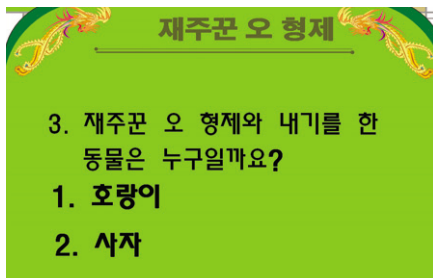 재주꾼 오 형제
3. 재주꾼 오 형제와 내기를 한
동물은 누구일까요?
1. 호랑이
2. 사자